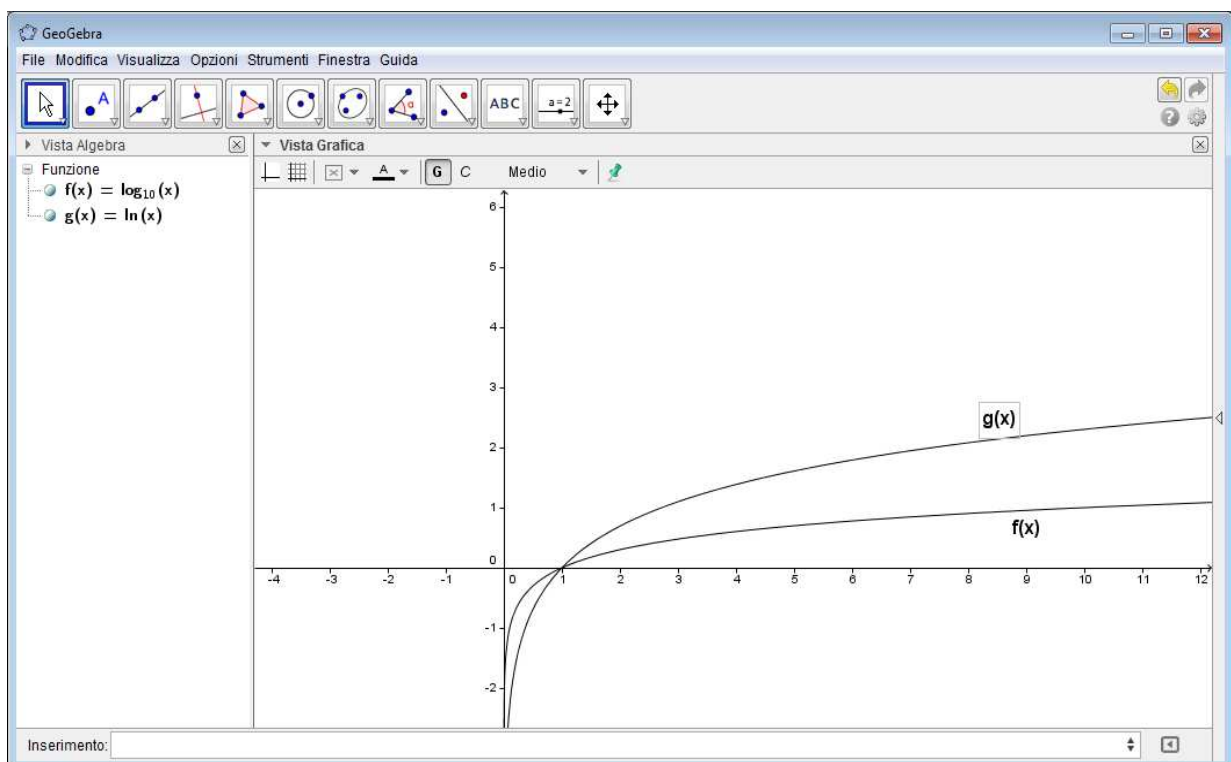 GeoGebra
File Modifica Visualizza Opzioni Strumenti Finestra Guida
A
α
ABC
a=2
Vista Algebra
Vista Grafica
A
G
C
Medio
Funzione
f(x) = log₁₀(x)
g(x) = ln(x)
6
5
4
3
2
1
0
-1
-2
-4 -3 -2 -1 0 1 2 3 4 5 6 7 8 9 10 11 12
g(x)
f(x)
Inserimento: